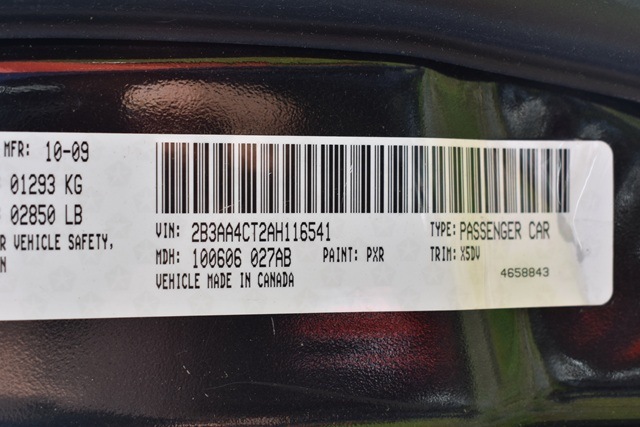 MFR: 10-09
01293 KG
02850 LB
R VEHICLE SAFETY,
N
VIN: 2B3AA4CT2AH116541 TYPE: PASSENGER CAR
MDH: 100606 027AB PAINT: PXR TRIM: X5DV
VEHICLE MADE IN CANADA
4658843